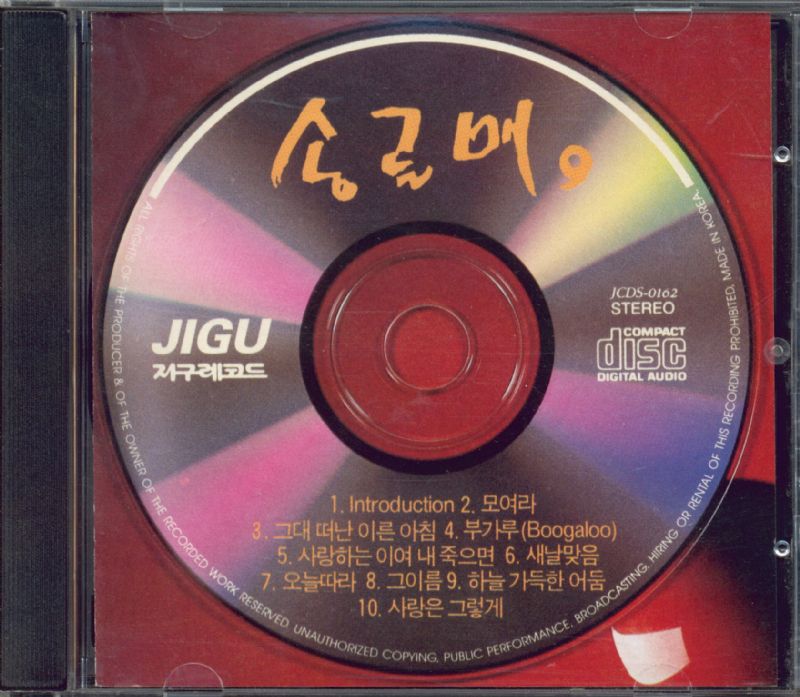 송골매 9
JIGU
지구레코드
JCDS-0162
STEREO
COMPACT
disc
DIGITAL AUDIO
1. Introduction 2. 모여라
3. 그대 떠난 이른 아침 4. 부가루(Boogaloo)
5. 사랑하는 이여 내 죽으면 6. 새날맞음
7. 오늘따라 8. 그이름 9. 하늘 가득한 어둠
10. 사랑은 그렇게
ALL RIGHTS OF THE PRODUCER & OF THE OWNER OF THE RECORDED WORK RESERVED. UNAUTHORIZED COPYING, PUBLIC PERFORMANCE, BROADCASTING, HIRING OR RENTAL OF THIS RECORDING PROHIBITED. MADE IN KOREA.